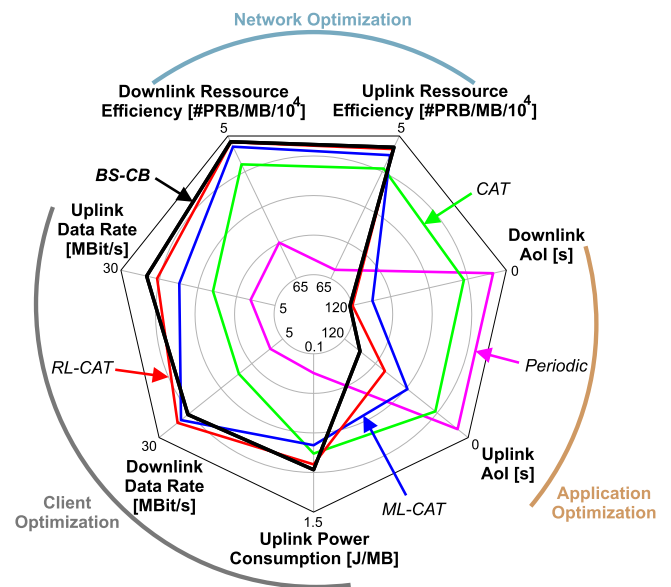 Network Optimization
Downlink Ressource
Efficiency [#PRB/MB/10^4]
Uplink Ressource
Efficiency [#PRB/MB/10^4]
5
5
BS-CB
CAT
Uplink
Data Rate
[MBit/s]
30
Downlink
AoI [s]
0
65
65
5
120
5
120
0.1
RL-CAT
Periodic
30
0
Downlink
Data Rate
[MBit/s]
Uplink
AoI [s]
Client
Optimization
Application
Optimization
ML-CAT
1.5
Uplink Power
Consumption [J/MB]